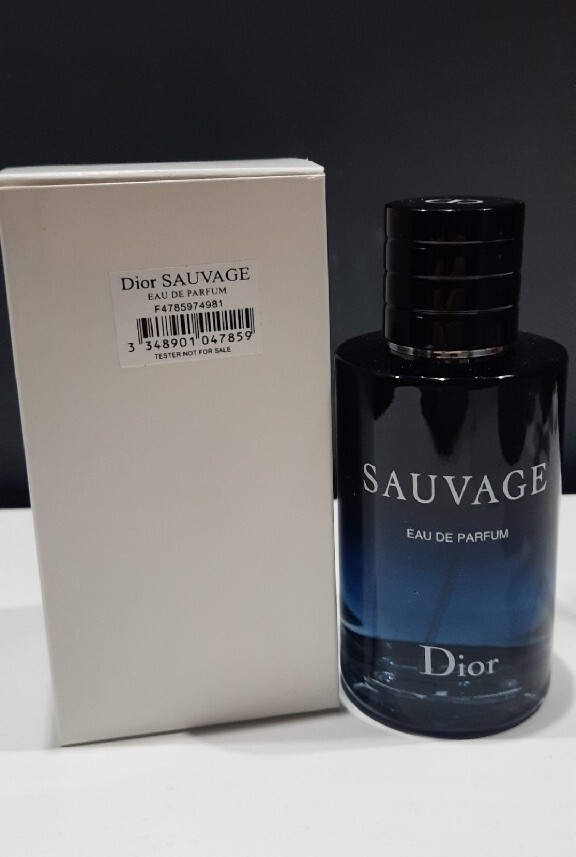 Dior SAUVAGE
EAU DE PARFUM
F4785974981
3 348901 047859
TESTER NOT FOR SALE
SAUVAGE
EAU DE PARFUM
Dior